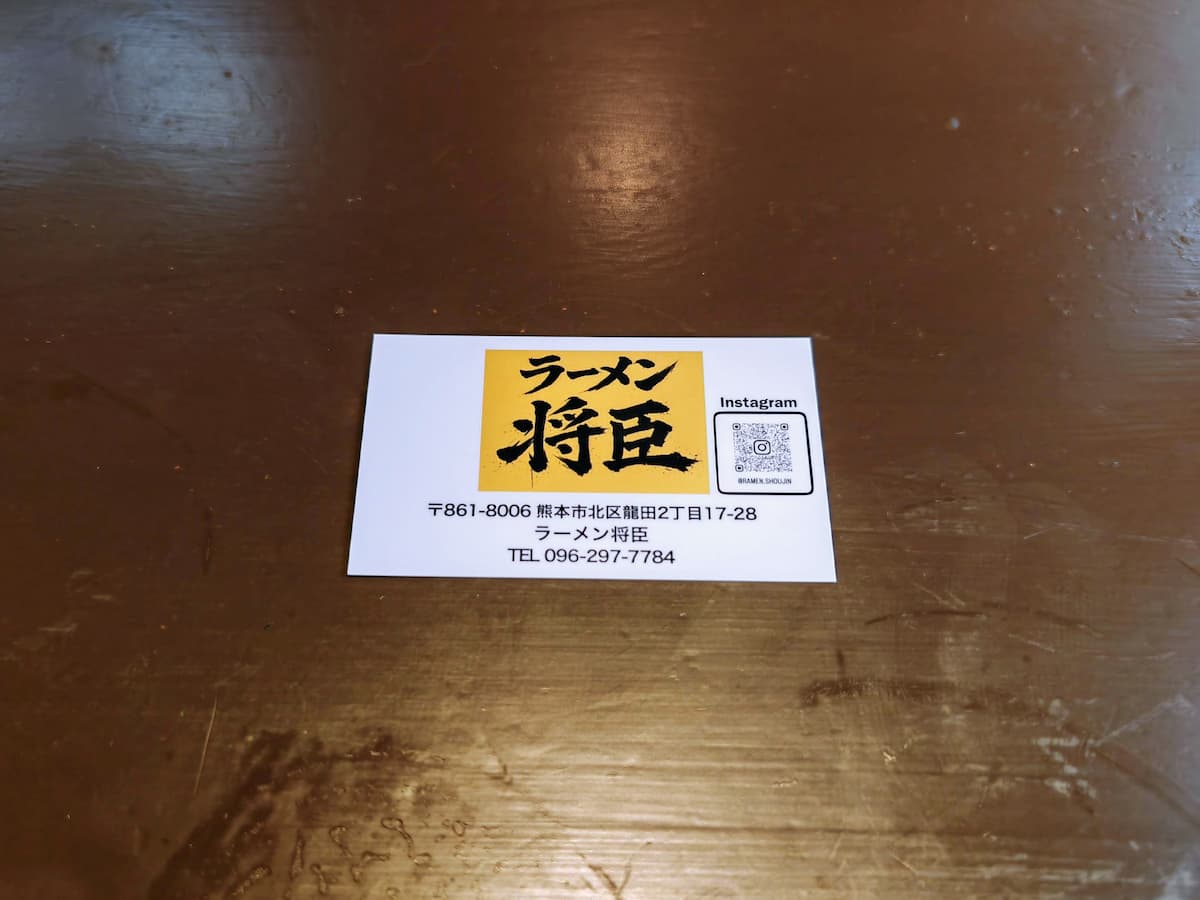 ラーメン
将臣
Instagram
@RAMEN.SHOUJIN
〒861-8006 熊本市北区龍田2丁目17-28
ラーメン将臣
TEL 096-297-7784